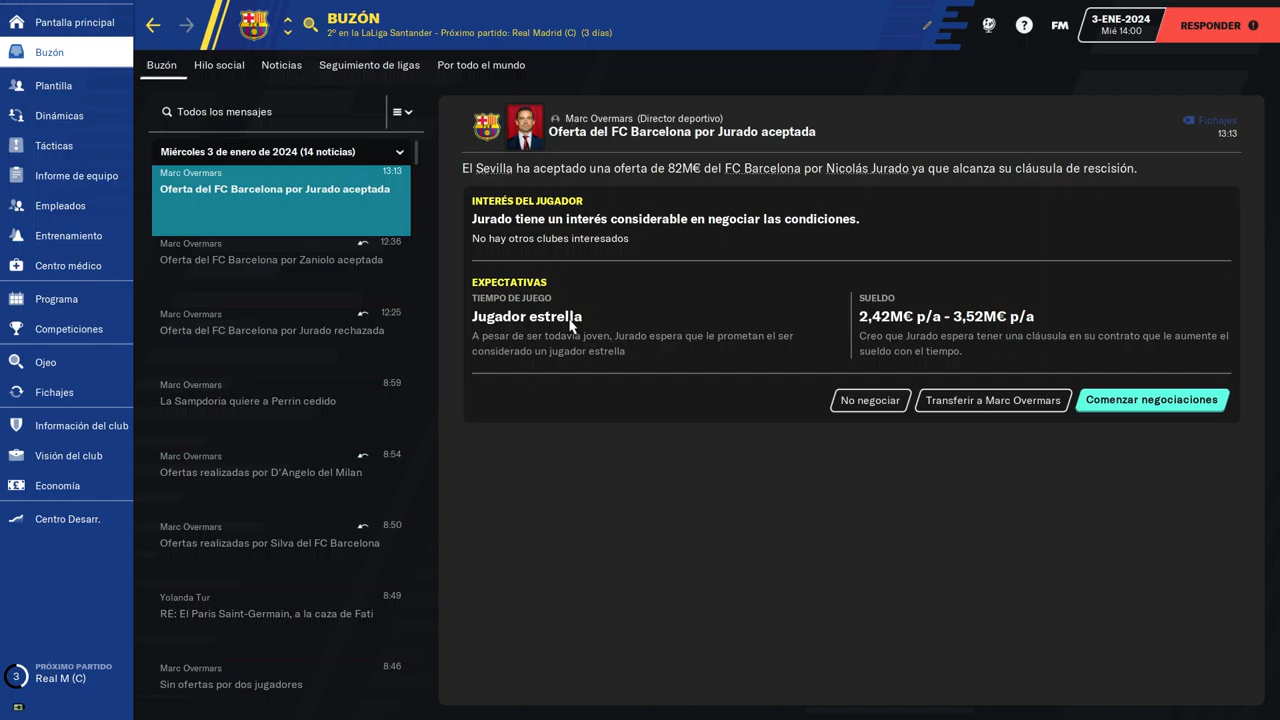 Pantalla principal
Buzón
Plantilla
Dinámicas
Tácticas
Informe de equipo
Empleados
Entrenamiento
Centro médico
Programa
Competiciones
Ojeo
Fichajes
Información del club
Visión del club
Economía
Centro Desarr.
PRÓXIMO PARTIDO
3
Real M (C)
BUZÓN
2º en la LaLiga Santander - Próximo partido: Real Madrid (C) (3 días)
?
FM
3-ENE-2024
Mié 14:00
RESPONDER
Buzón
Hilo social
Noticias
Seguimiento de ligas
Por todo el mundo
Todos los mensajes
Miércoles 3 de enero de 2024 (14 noticias)
Marc Overmars 13:13
Oferta del FC Barcelona por Jurado aceptada
Marc Overmars 12:36
Oferta del FC Barcelona por Zaniolo aceptada
Marc Overmars 12:25
Oferta del FC Barcelona por Jurado rechazada
Marc Overmars 8:59
La Sampdoria quiere a Perrin cedido
Marc Overmars 8:54
Ofertas realizadas por D'Angelo del Milan
Marc Overmars 8:50
Ofertas realizadas por Silva del FC Barcelona
Yolanda Tur 8:49
RE: El Paris Saint-Germain, a la caza de Fati
Marc Overmars 8:46
Sin ofertas por dos jugadores
Marc Overmars (Director deportivo)
Oferta del FC Barcelona por Jurado aceptada
Fichajes
13:13
El Sevilla ha aceptado una oferta de 82M€ del FC Barcelona por Nicolás Jurado ya que alcanza su cláusula de rescisión.
INTERÉS DEL JUGADOR
Jurado tiene un interés considerable en negociar las condiciones.
No hay otros clubes interesados
EXPECTATIVAS
TIEMPO DE JUEGO
Jugador estrella
A pesar de ser todavía joven, Jurado espera que le prometan el ser
considerado un jugador estrella
SUELDO
2,42M€ p/a - 3,52M€ p/a
Creo que Jurado espera tener una cláusula en su contrato que le aumente el
sueldo con el tiempo.
No negociar
Transferir a Marc Overmars
Comenzar negociaciones